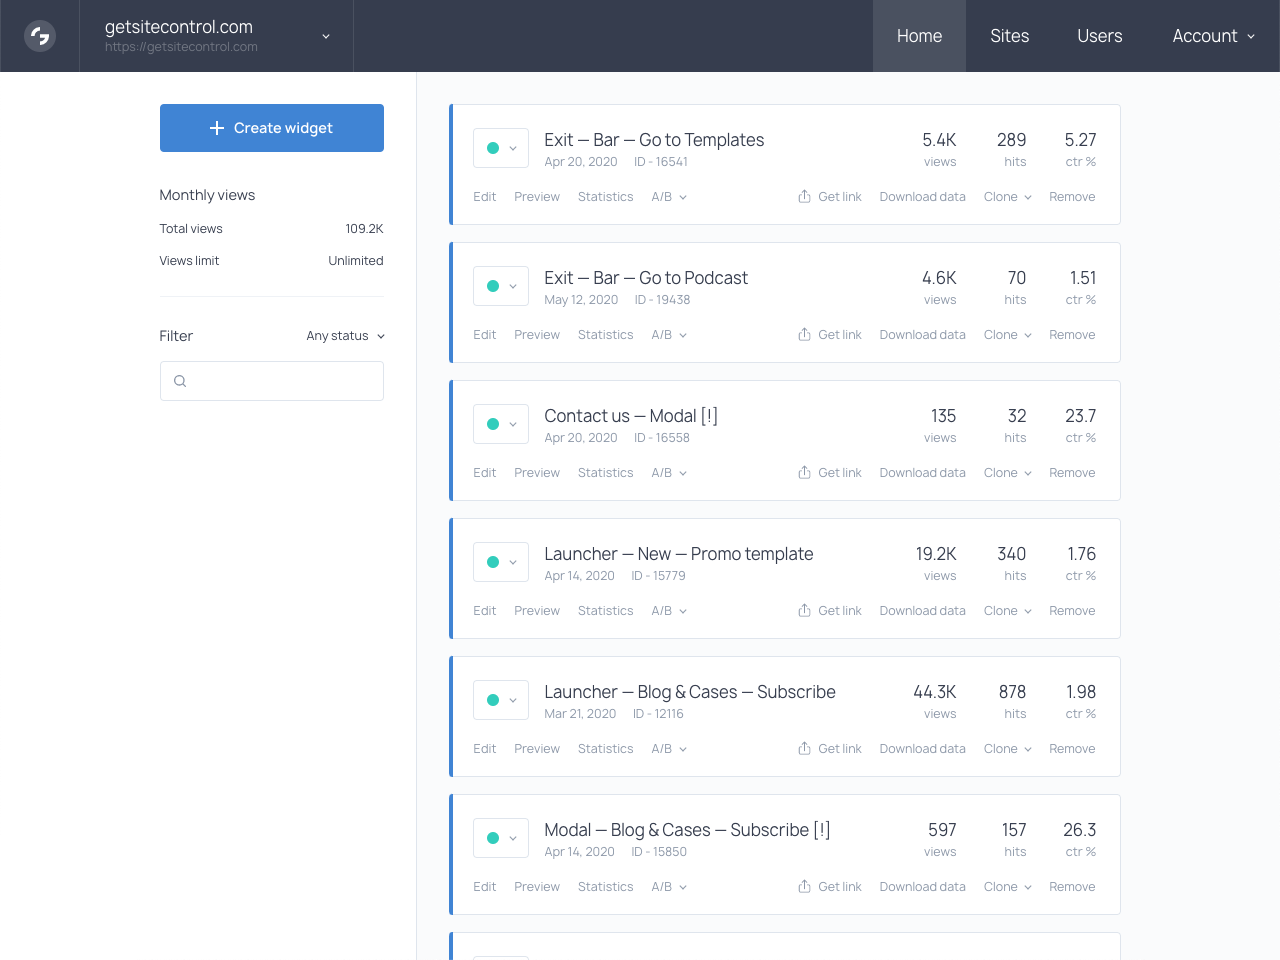 getsitecontrol.com
https://getsitecontrol.com
Home Sites Users Account
Create widget
Monthly views
Total views 109.2K
Views limit Unlimited
Filter Any status
Exit — Bar — Go to Templates 5.4K 289 5.27
Apr 20, 2020 ID - 16541 views hits ctr %
Edit Preview Statistics A/B Get link Download data Clone Remove
Exit — Bar — Go to Podcast 4.6K 70 1.51
May 12, 2020 ID - 19438 views hits ctr %
Edit Preview Statistics A/B Get link Download data Clone Remove
Contact us — Modal [!] 135 32 23.7
Apr 20, 2020 ID - 16558 views hits ctr %
Edit Preview Statistics A/B Get link Download data Clone Remove
Launcher — New — Promo template 19.2K 340 1.76
Apr 14, 2020 ID - 15779 views hits ctr %
Edit Preview Statistics A/B Get link Download data Clone Remove
Launcher — Blog & Cases — Subscribe 44.3K 878 1.98
Mar 21, 2020 ID - 12116 views hits ctr %
Edit Preview Statistics A/B Get link Download data Clone Remove
Modal — Blog & Cases — Subscribe [!] 597 157 26.3
Apr 14, 2020 ID - 15850 views hits ctr %
Edit Preview Statistics A/B Get link Download data Clone Remove